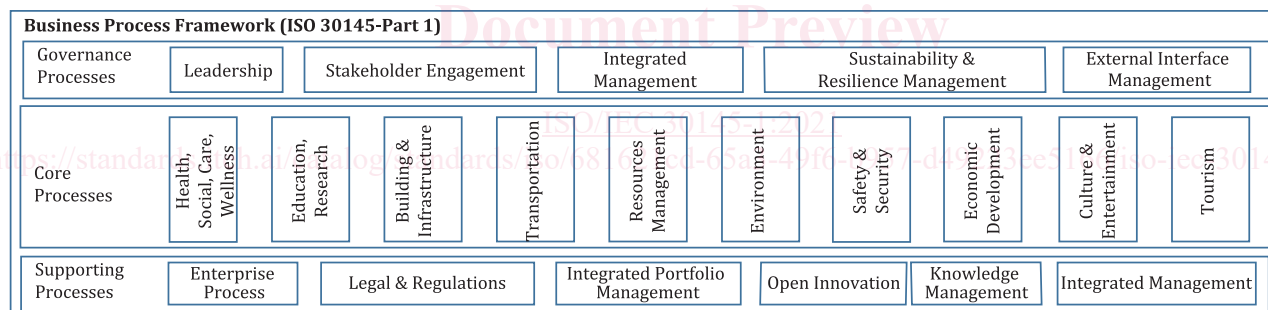 Document Preview
Business Process Framework (ISO 30145-Part 1)
Governance
Processes
Leadership
Stakeholder Engagement
Integrated
Management
Sustainability &
Resilience Management
External Interface
Management
ISO/IEC 30145-1:2021
Core
Processes
Health,
Social, Care,
Wellness
Education,
Research
Building &
Infrastructure
Transportation
Resources
Management
Environment
Safety &
Security
Economic
Development
Culture &
Entertainment
Tourism
Supporting
Processes
Enterprise
Process
Legal & Regulations
Integrated Portfolio
Management
Open Innovation
Knowledge
Management
Integrated Management